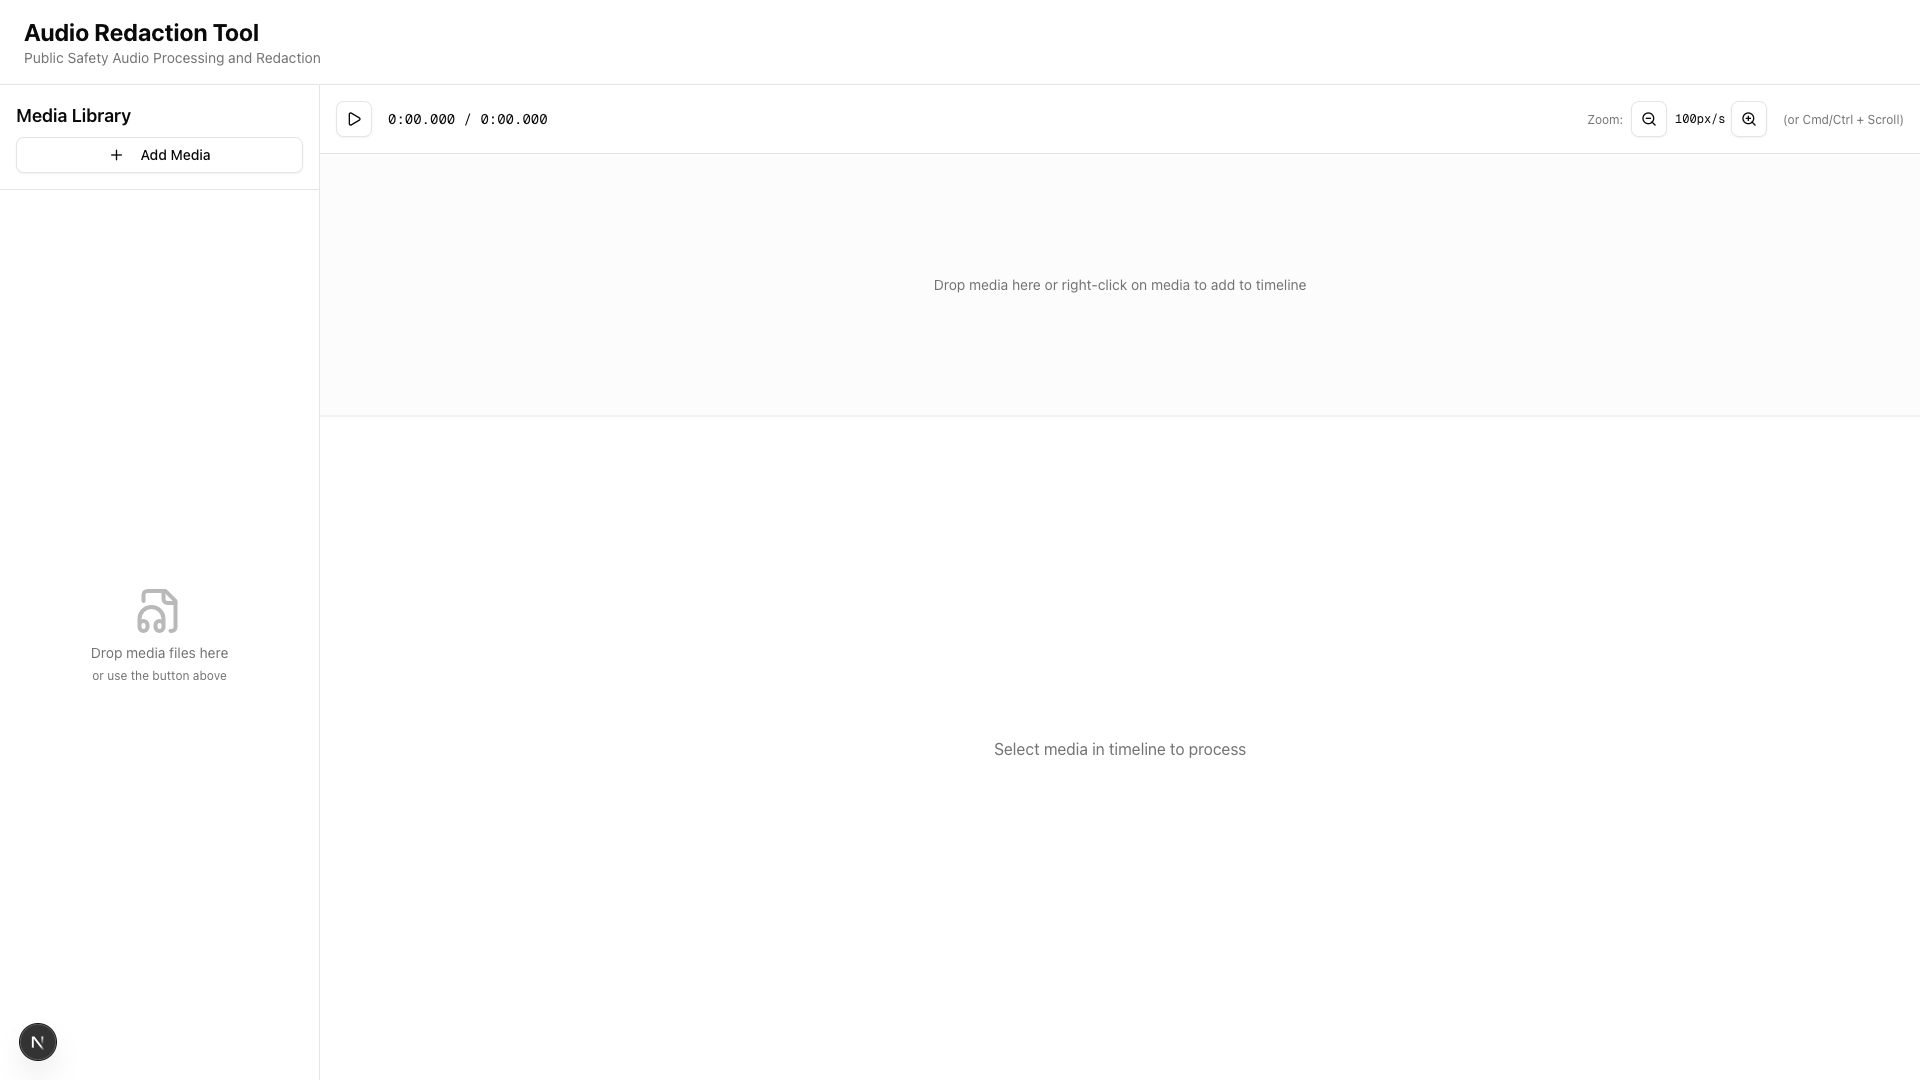 Audio Redaction Tool
Public Safety Audio Processing and Redaction
Media Library
Add Media
Drop media files here
or use the button above
0:00.000 / 0:00.000
Zoom:
100px/s
(or Cmd/Ctrl + Scroll)
Drop media here or right-click on media to add to timeline
Select media in timeline to process
N